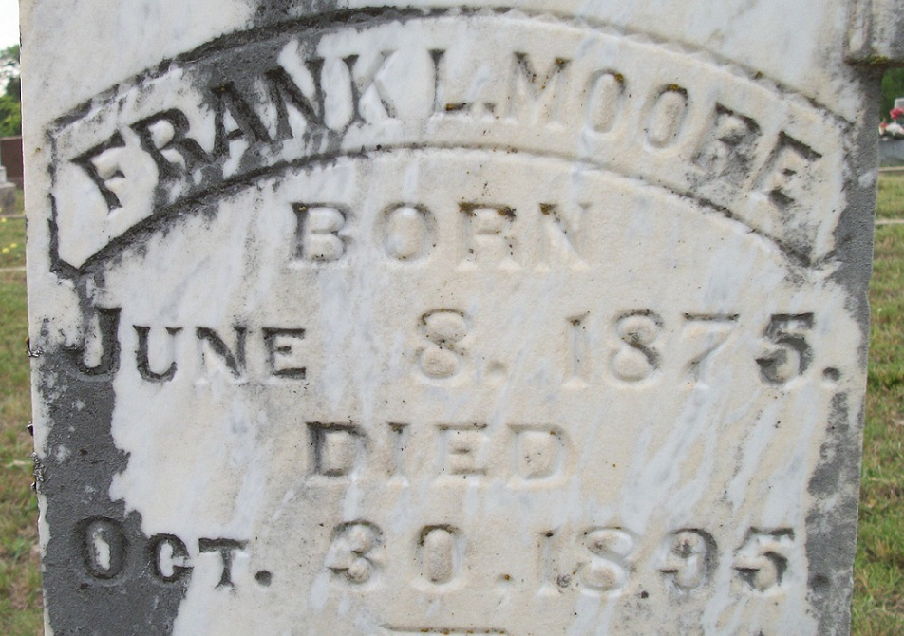 FRANK L. MOORE
BORN
JUNE 8. 1875.
DIED
OCT. 30. 1895.